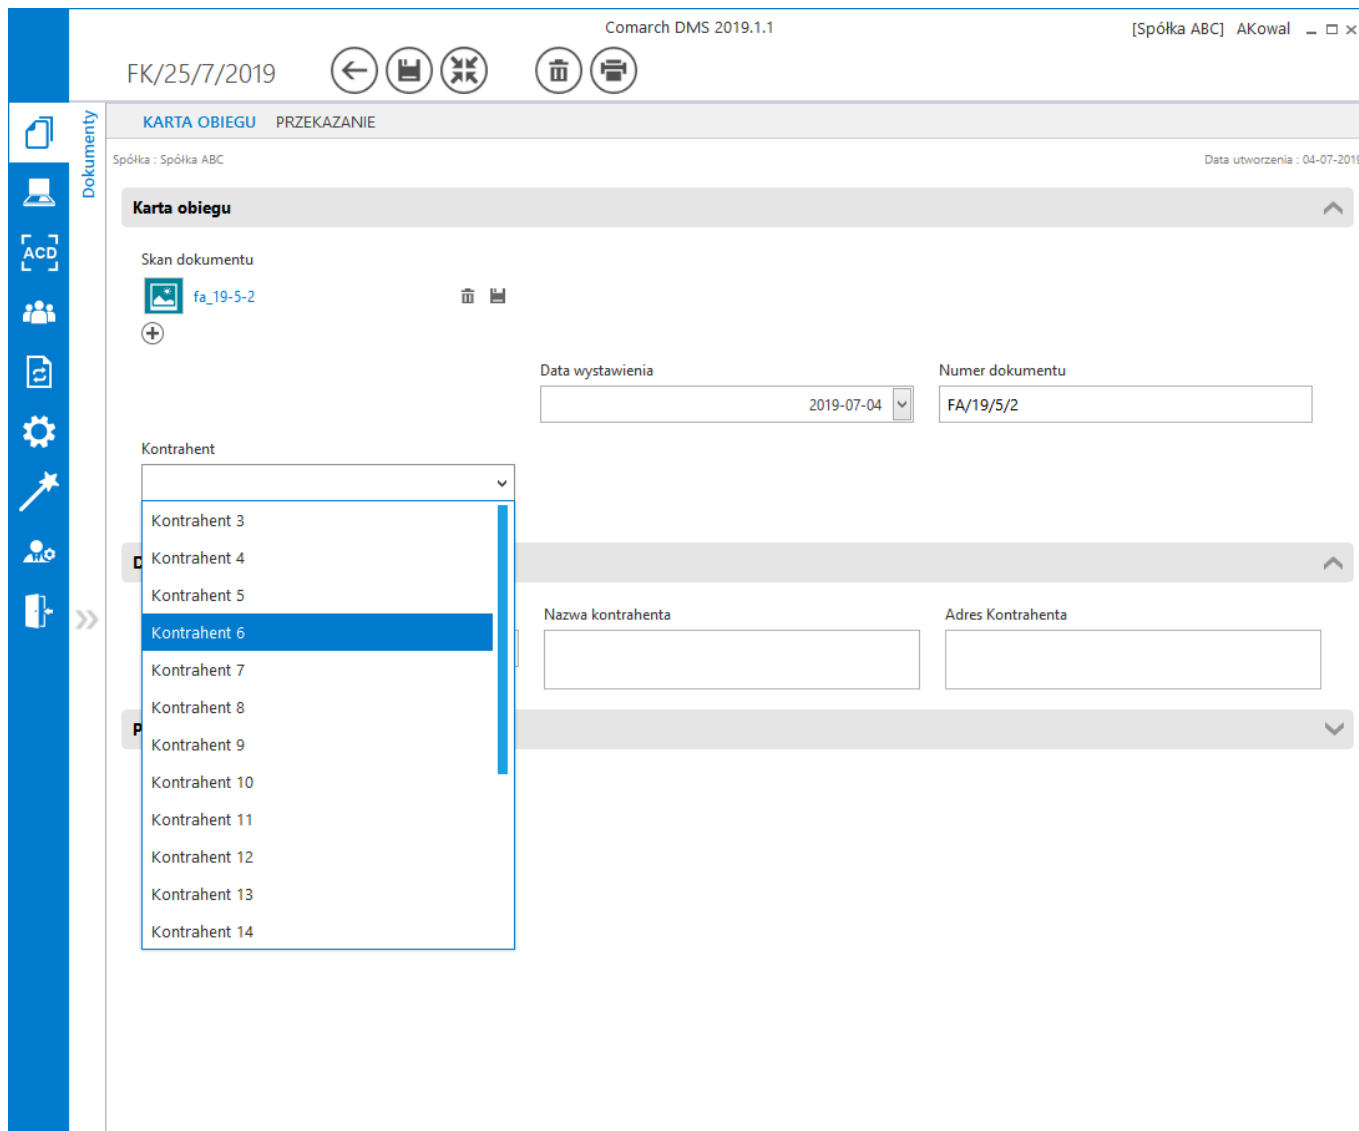 Comarch DMS 2019.1.1
[Spółka ABC] AKowal
FK/25/7/2019
Dokumenty
KARTA OBIEGU PRZEKAZANIE
Spółka : Spółka ABC
Data utworzenia : 04-07-2019
Karta obiegu
ACD
Skan dokumentu
fa_19-5-2
Data wystawienia
Numer dokumentu
2019-07-04
FA/19/5/2
Kontrahent
Kontrahent 3
Kontrahent 4
Kontrahent 5
Kontrahent 6
Kontrahent 7
Kontrahent 8
Kontrahent 9
Kontrahent 10
Kontrahent 11
Kontrahent 12
Kontrahent 13
Kontrahent 14
Nazwa kontrahenta
Adres Kontrahenta
P